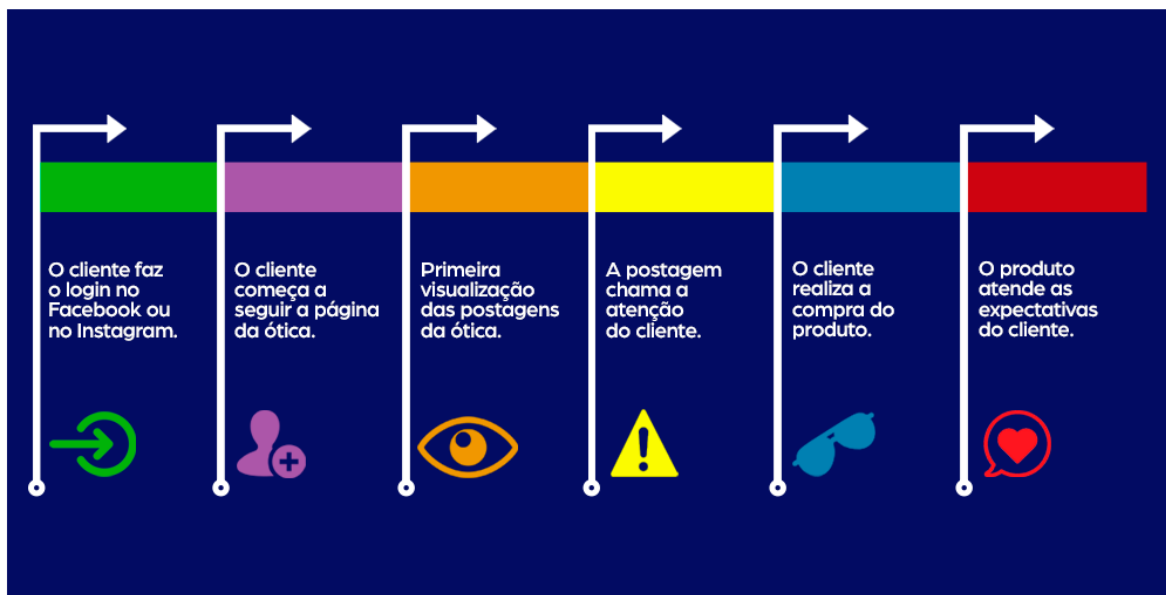 O cliente faz
o login no
Facebook ou
no Instagram.
O cliente
começa a
seguir a página
da ótica.
Primeira
visualização
das postagens
da ótica.
A postagem
chama a
atenção
do cliente.
O cliente
realiza a
compra do
produto.
O produto
atende as
expectativas
do cliente.